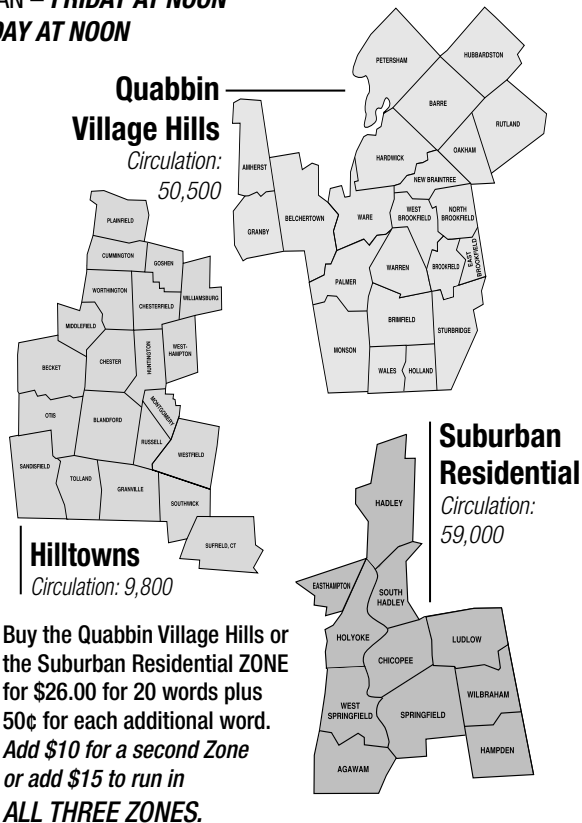 AN – FRIDAY AT NOON
DAY AT NOON
Quabbin
Village Hills
Circulation:
50,500
PETERSHAM
HUBBARDSTON
BARRE
RUTLAND
HARDWICK
OAKHAM
NEW BRAINTREE
AMHERST
BELCHERTOWN
GRANBY
WARE
WEST
BROOKFIELD
NORTH
BROOKFIELD
EAST
BROOKFIELD
BROOKFIELD
WARREN
PALMER
BRIMFIELD
STURBRIDGE
MONSON
WALES
HOLLAND
PLAINFIELD
CUMMINGTON
GOSHEN
WORTHINGTON
CHESTERFIELD
WILLIAMSBURG
MIDDLEFIELD
HUNTINGTON
WEST-
HAMPTON
BECKET
CHESTER
MONTGOMERY
OTIS
BLANDFORD
RUSSELL
WESTFIELD
SANDISFIELD
TOLLAND
GRANVILLE
SOUTHWICK
SUFFIELD, CT
Hilltowns
Circulation: 9,800
Suburban
Residential
Circulation:
59,000
HADLEY
EASTHAMPTON
SOUTH
HADLEY
HOLYOKE
CHICOPEE
LUDLOW
WEST
SPRINGFIELD
SPRINGFIELD
WILBRAHAM
AGAWAM
HAMPDEN
Buy the Quabbin Village Hills or
the Suburban Residential ZONE
for $26.00 for 20 words plus
50¢ for each additional word.
Add $10 for a second Zone
or add $15 to run in
ALL THREE ZONES.